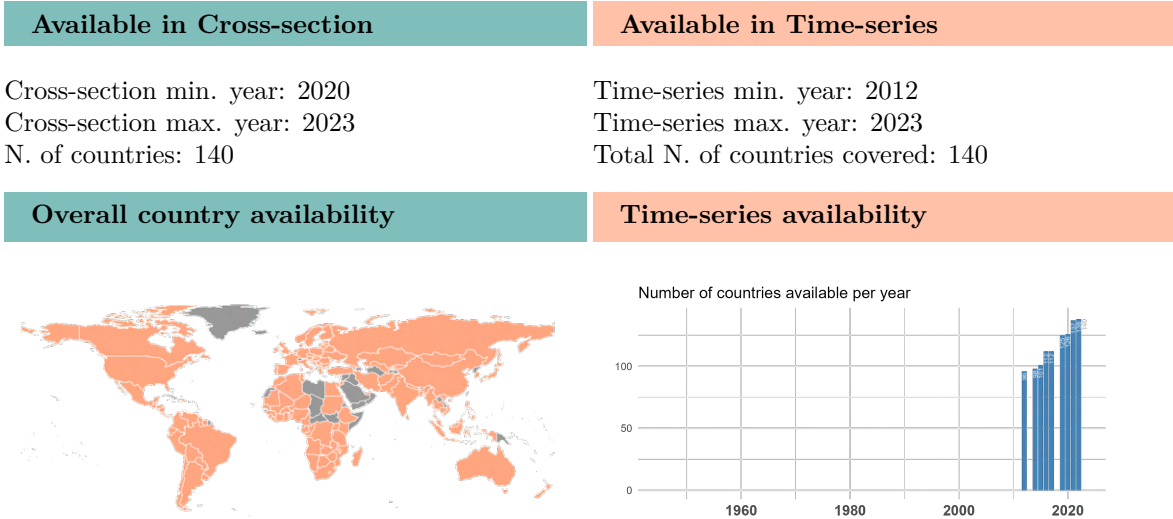 Available in Cross-section
Available in Time-series
Cross-section min. year: 2020
Cross-section max. year: 2023
N. of countries: 140
Time-series min. year: 2012
Time-series max. year: 2023
Total N. of countries covered: 140
Overall country availability
Time-series availability
Number of countries available per year
100
50
0
1960
1980
2000
2020
140